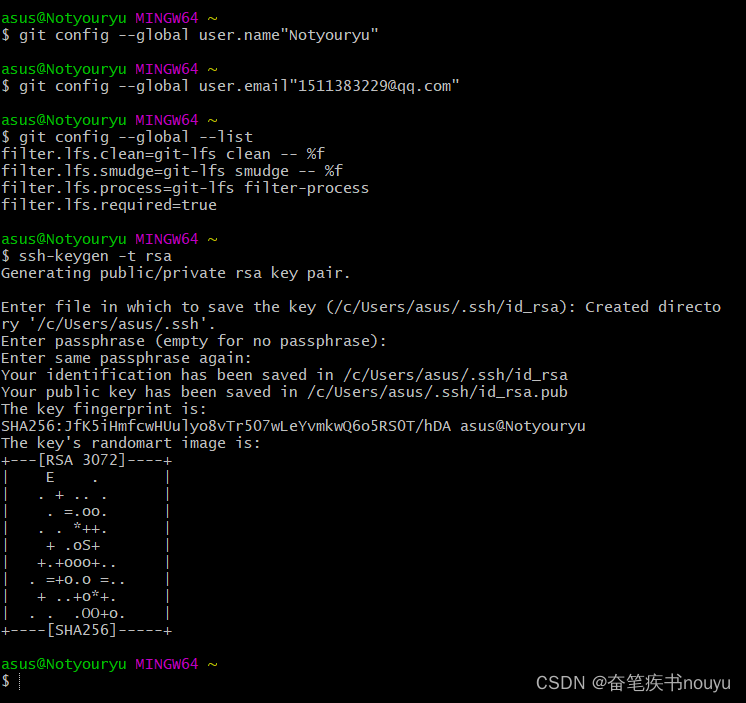 asus@Notyouryu MINGW64 ~
$ git config --global user.name"Notyouryu"
asus@Notyouryu MINGW64 ~
$ git config --global user.email"1511383229@qq.com"
asus@Notyouryu MINGW64 ~
$ git config --global --list
filter.lfs.clean=git-lfs clean -- %f
filter.lfs.smudge=git-lfs smudge -- %f
filter.lfs.process=git-lfs filter-process
filter.lfs.required=true
asus@Notyouryu MINGW64 ~
$ ssh-keygen -t rsa
Generating public/private rsa key pair.
Enter file in which to save the key (/c/Users/asus/.ssh/id_rsa): Created directo
ry '/c/Users/asus/.ssh'.
Enter passphrase (empty for no passphrase):
Enter same passphrase again:
Your identification has been saved in /c/Users/asus/.ssh/id_rsa
Your public key has been saved in /c/Users/asus/.ssh/id_rsa.pub
The key fingerprint is:
SHA256:JfK5iHmfcwHUulyo8vTr5O7wLeYvmkwQ6o5RSOT/hDA asus@Notyouryu
The key's randomart image is:
+---[RSA 3072]----+
|    E    .       |
|   . + .. .      |
|    . =.oo.      |
|   . . *++.      |
|    + .oS+       |
|   +.+ooo+..     |
|  . =+o.o =..    |
|   + ..+o*+.     |
|  . .  .OO+o.    |
+----[SHA256]-----+
asus@Notyouryu MINGW64 ~
$
CSDN @奋笔疾书nouyu